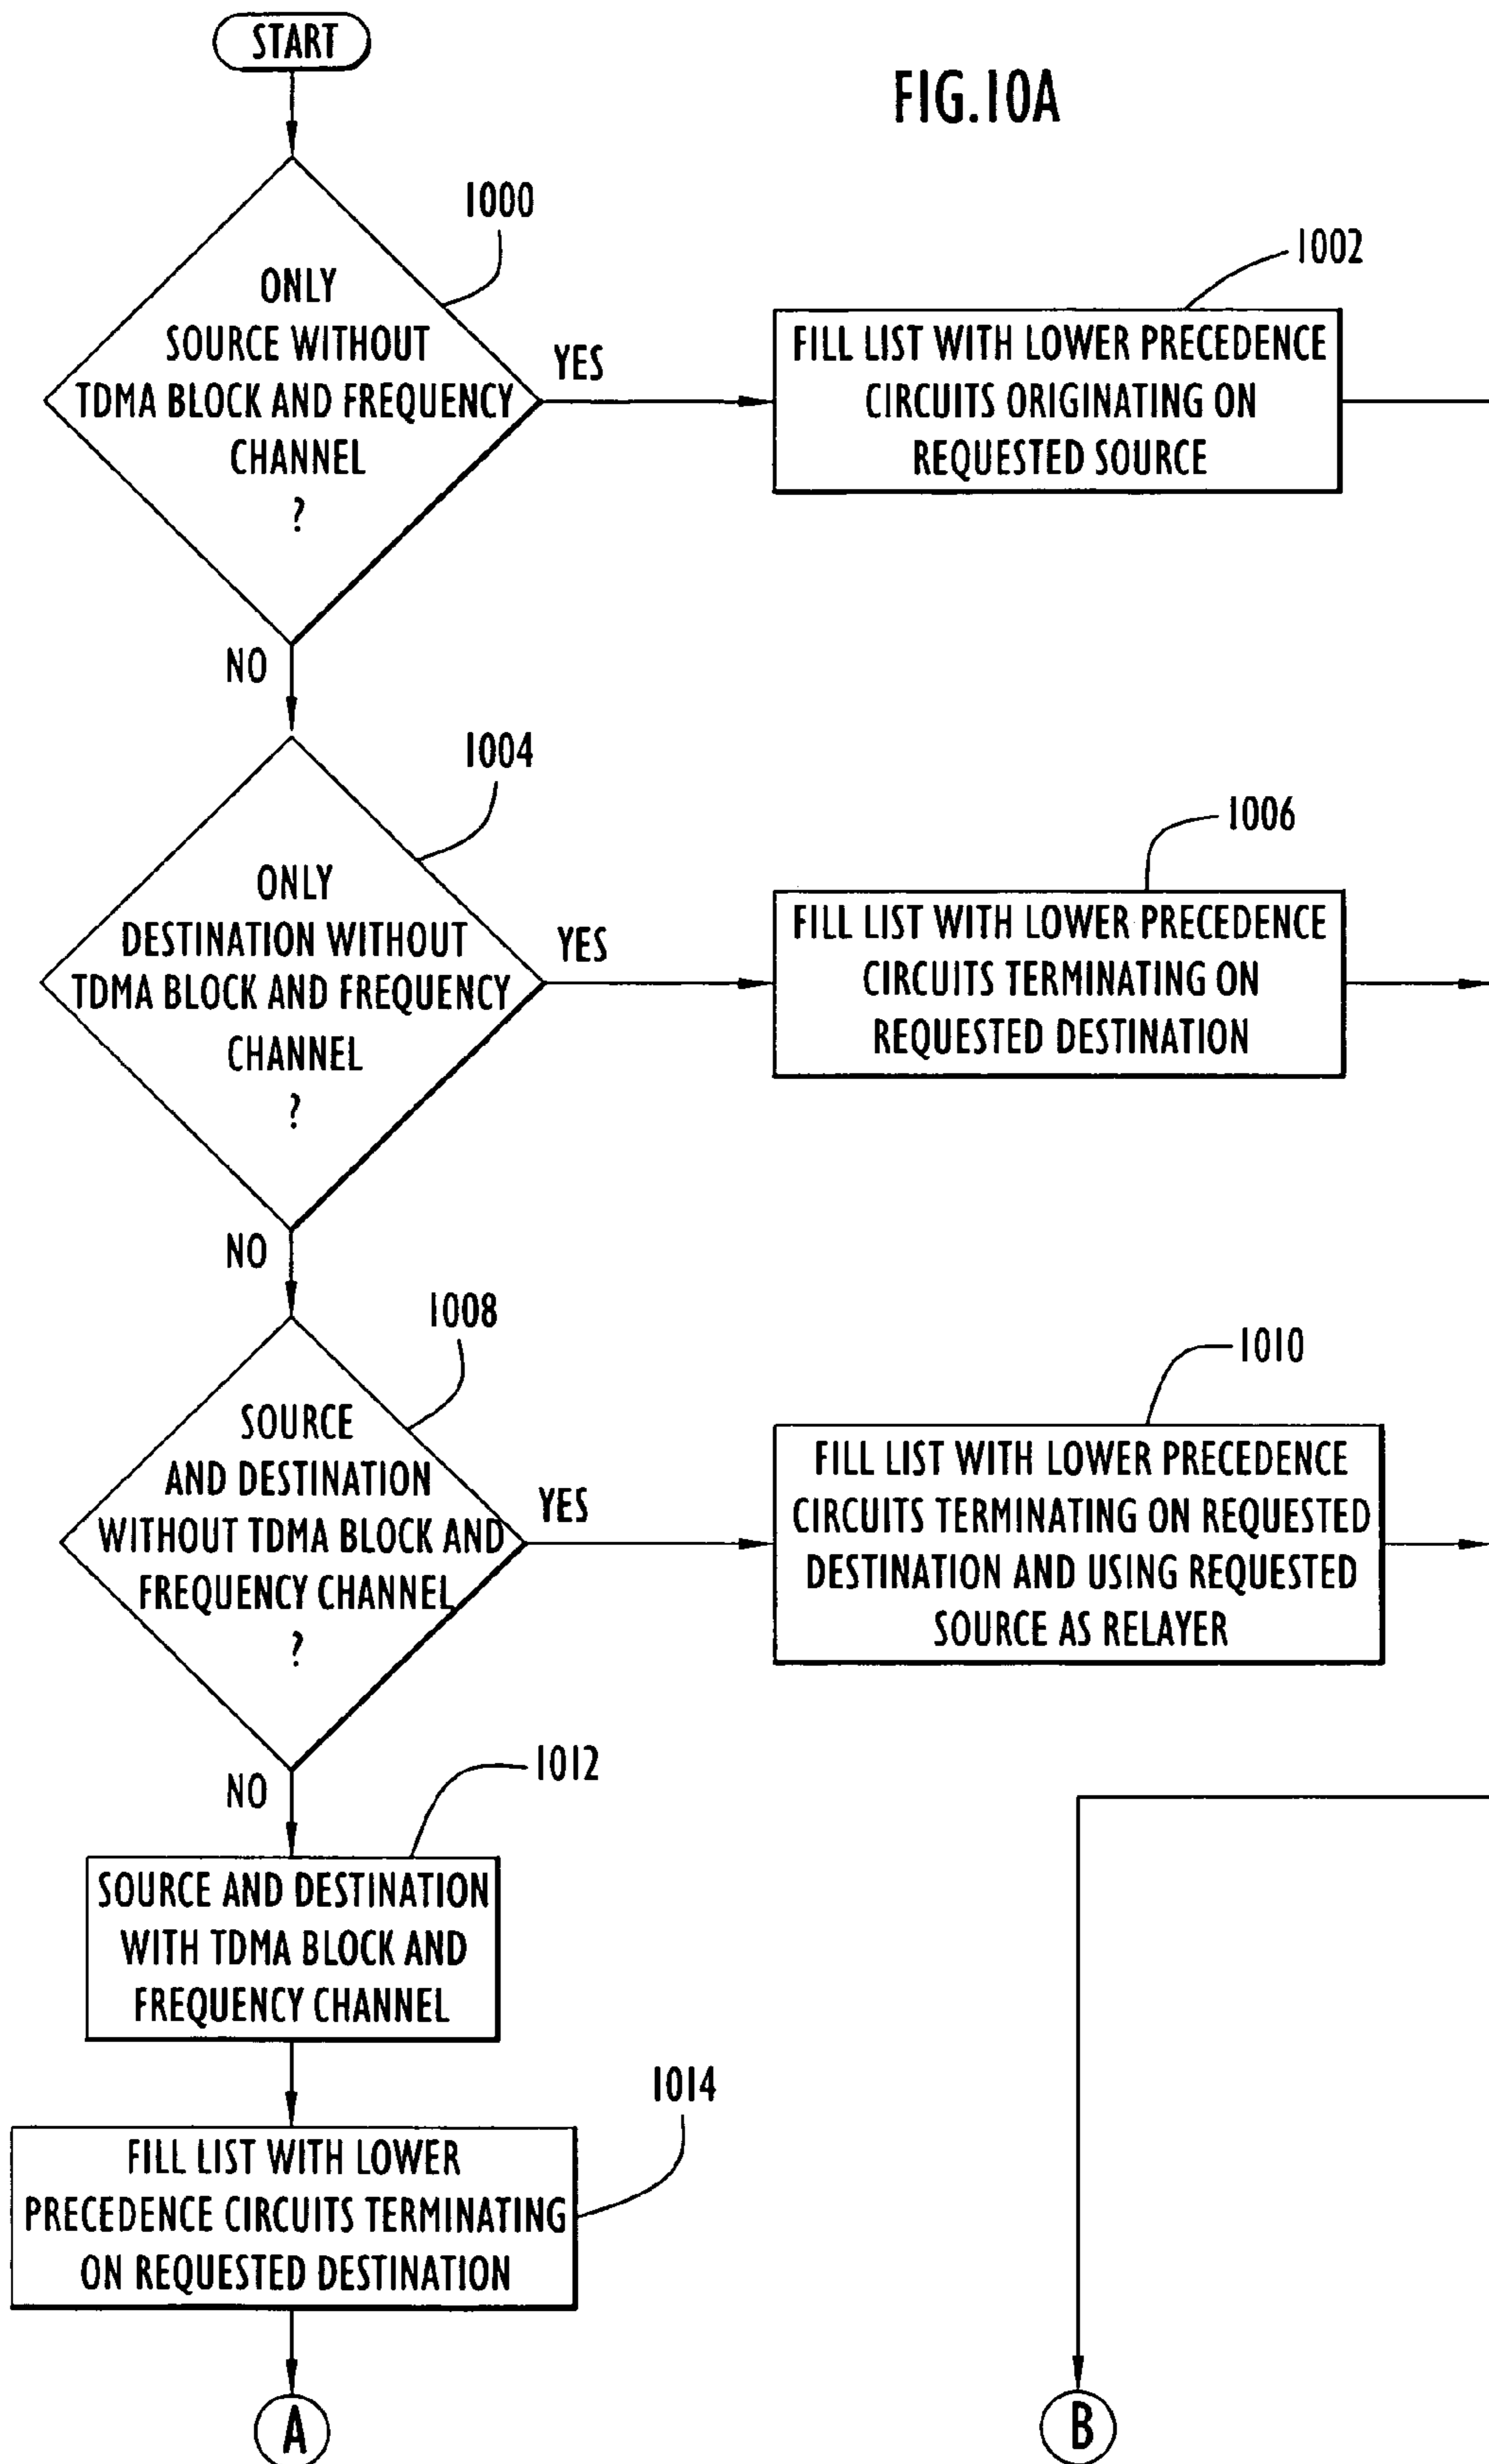 START
FIG.10A
1000
ONLY
SOURCE WITHOUT
TDMA BLOCK AND FREQUENCY
CHANNEL
?
YES
1002
FILL LIST WITH LOWER PRECEDENCE
CIRCUITS ORIGINATING ON
REQUESTED SOURCE
NO
1004
ONLY
DESTINATION WITHOUT
TDMA BLOCK AND FREQUENCY
CHANNEL
?
YES
1006
FILL LIST WITH LOWER PRECEDENCE
CIRCUITS TERMINATING ON
REQUESTED DESTINATION
NO
1008
SOURCE
AND DESTINATION
WITHOUT TDMA BLOCK AND
FREQUENCY CHANNEL
?
YES
1010
FILL LIST WITH LOWER PRECEDENCE
CIRCUITS TERMINATING ON REQUESTED
DESTINATION AND USING REQUESTED
SOURCE AS RELAYER
NO
1012
SOURCE AND DESTINATION
WITH TDMA BLOCK AND
FREQUENCY CHANNEL
1014
FILL LIST WITH LOWER
PRECEDENCE CIRCUITS TERMINATING
ON REQUESTED DESTINATION
A
B